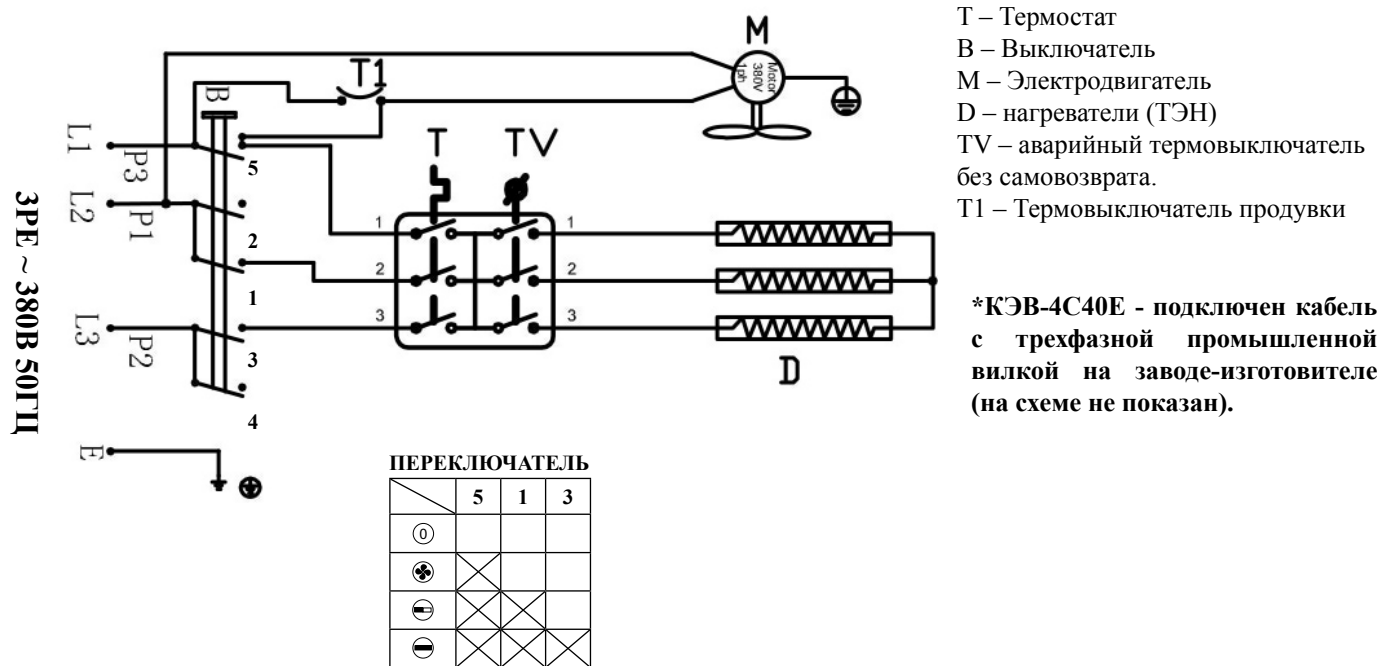 T – Термостат
B – Выключатель
M – Электродвигатель
D – нагреватели (ТЭН)
TV – аварийный термовыключатель
без самовозврата.
T1 – Термовыключатель продувки
*КЭВ-4С40Е - подключен кабель
с трехфазной промышленной
вилкой на заводе-изготовителе
(на схеме не показан).
M
Motor
380V
1ph
T1
B
T TV
L1 P3
L2 P1
L3 P2
E
3PE ~ 380В 50ГЦ
5
2
1
3
4
1 1
2 2
3 3
D
ПЕРЕКЛЮЧАТЕЛЬ
5 1 3
0